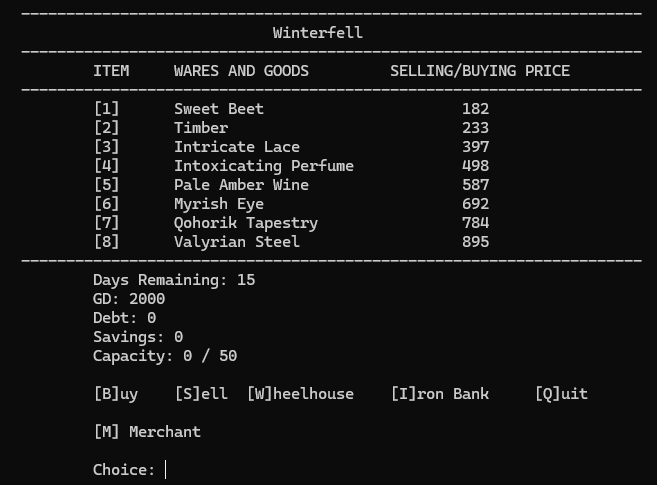 Winterfell
ITEM WARES AND GOODS SELLING/BUYING PRICE
[1] Sweet Beet 182
[2] Timber 233
[3] Intricate Lace 397
[4] Intoxicating Perfume 498
[5] Pale Amber Wine 587
[6] Myrish Eye 692
[7] Qohorik Tapestry 784
[8] Valyrian Steel 895
Days Remaining: 15
GD: 2000
Debt: 0
Savings: 0
Capacity: 0 / 50
[B]uy [S]ell [W]heelhouse [I]ron Bank [Q]uit
[M] Merchant
Choice: